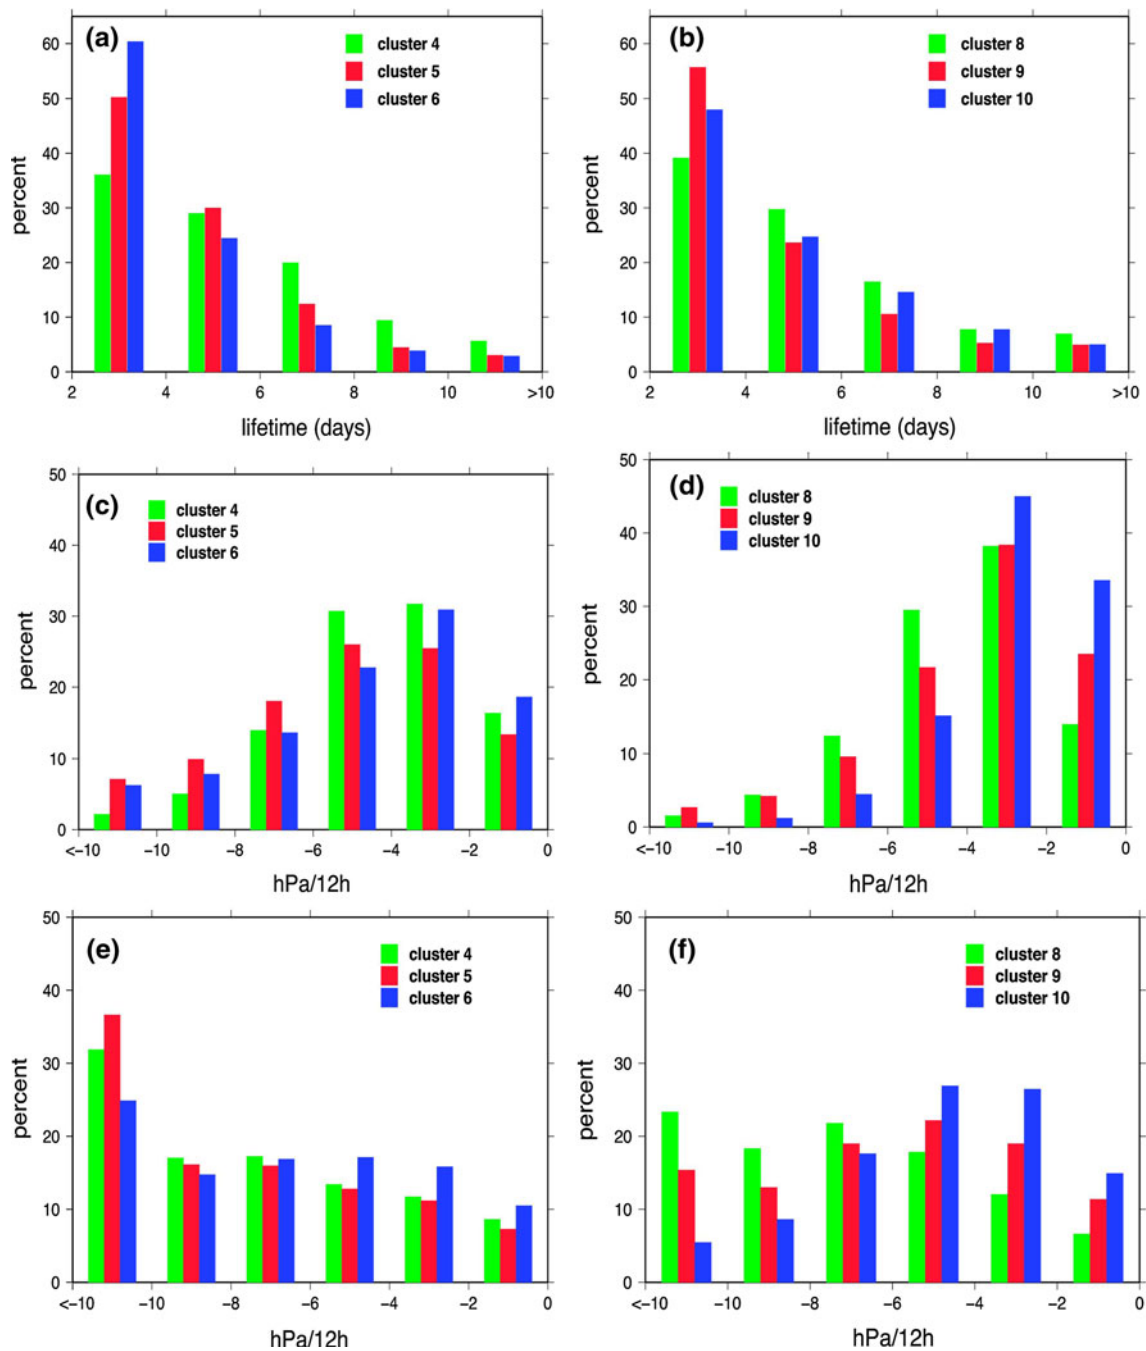 (a)
cluster 4
cluster 5
cluster 6
percent
60
50
40
30
20
10
0
2 4 6 8 10 >10
lifetime (days)
(b)
cluster 8
cluster 9
cluster 10
percent
60
50
40
30
20
10
0
2 4 6 8 10 >10
lifetime (days)
(c)
cluster 4
cluster 5
cluster 6
percent
50
40
30
20
10
0
<−10 −10 −8 −6 −4 −2 0
hPa/12h
(d)
cluster 8
cluster 9
cluster 10
percent
50
40
30
20
10
0
<−10 −10 −8 −6 −4 −2 0
hPa/12h
(e)
cluster 4
cluster 5
cluster 6
percent
50
40
30
20
10
0
<−10 −10 −8 −6 −4 −2 0
hPa/12h
(f)
cluster 8
cluster 9
cluster 10
percent
50
40
30
20
10
0
<−10 −10 −8 −6 −4 −2 0
hPa/12h